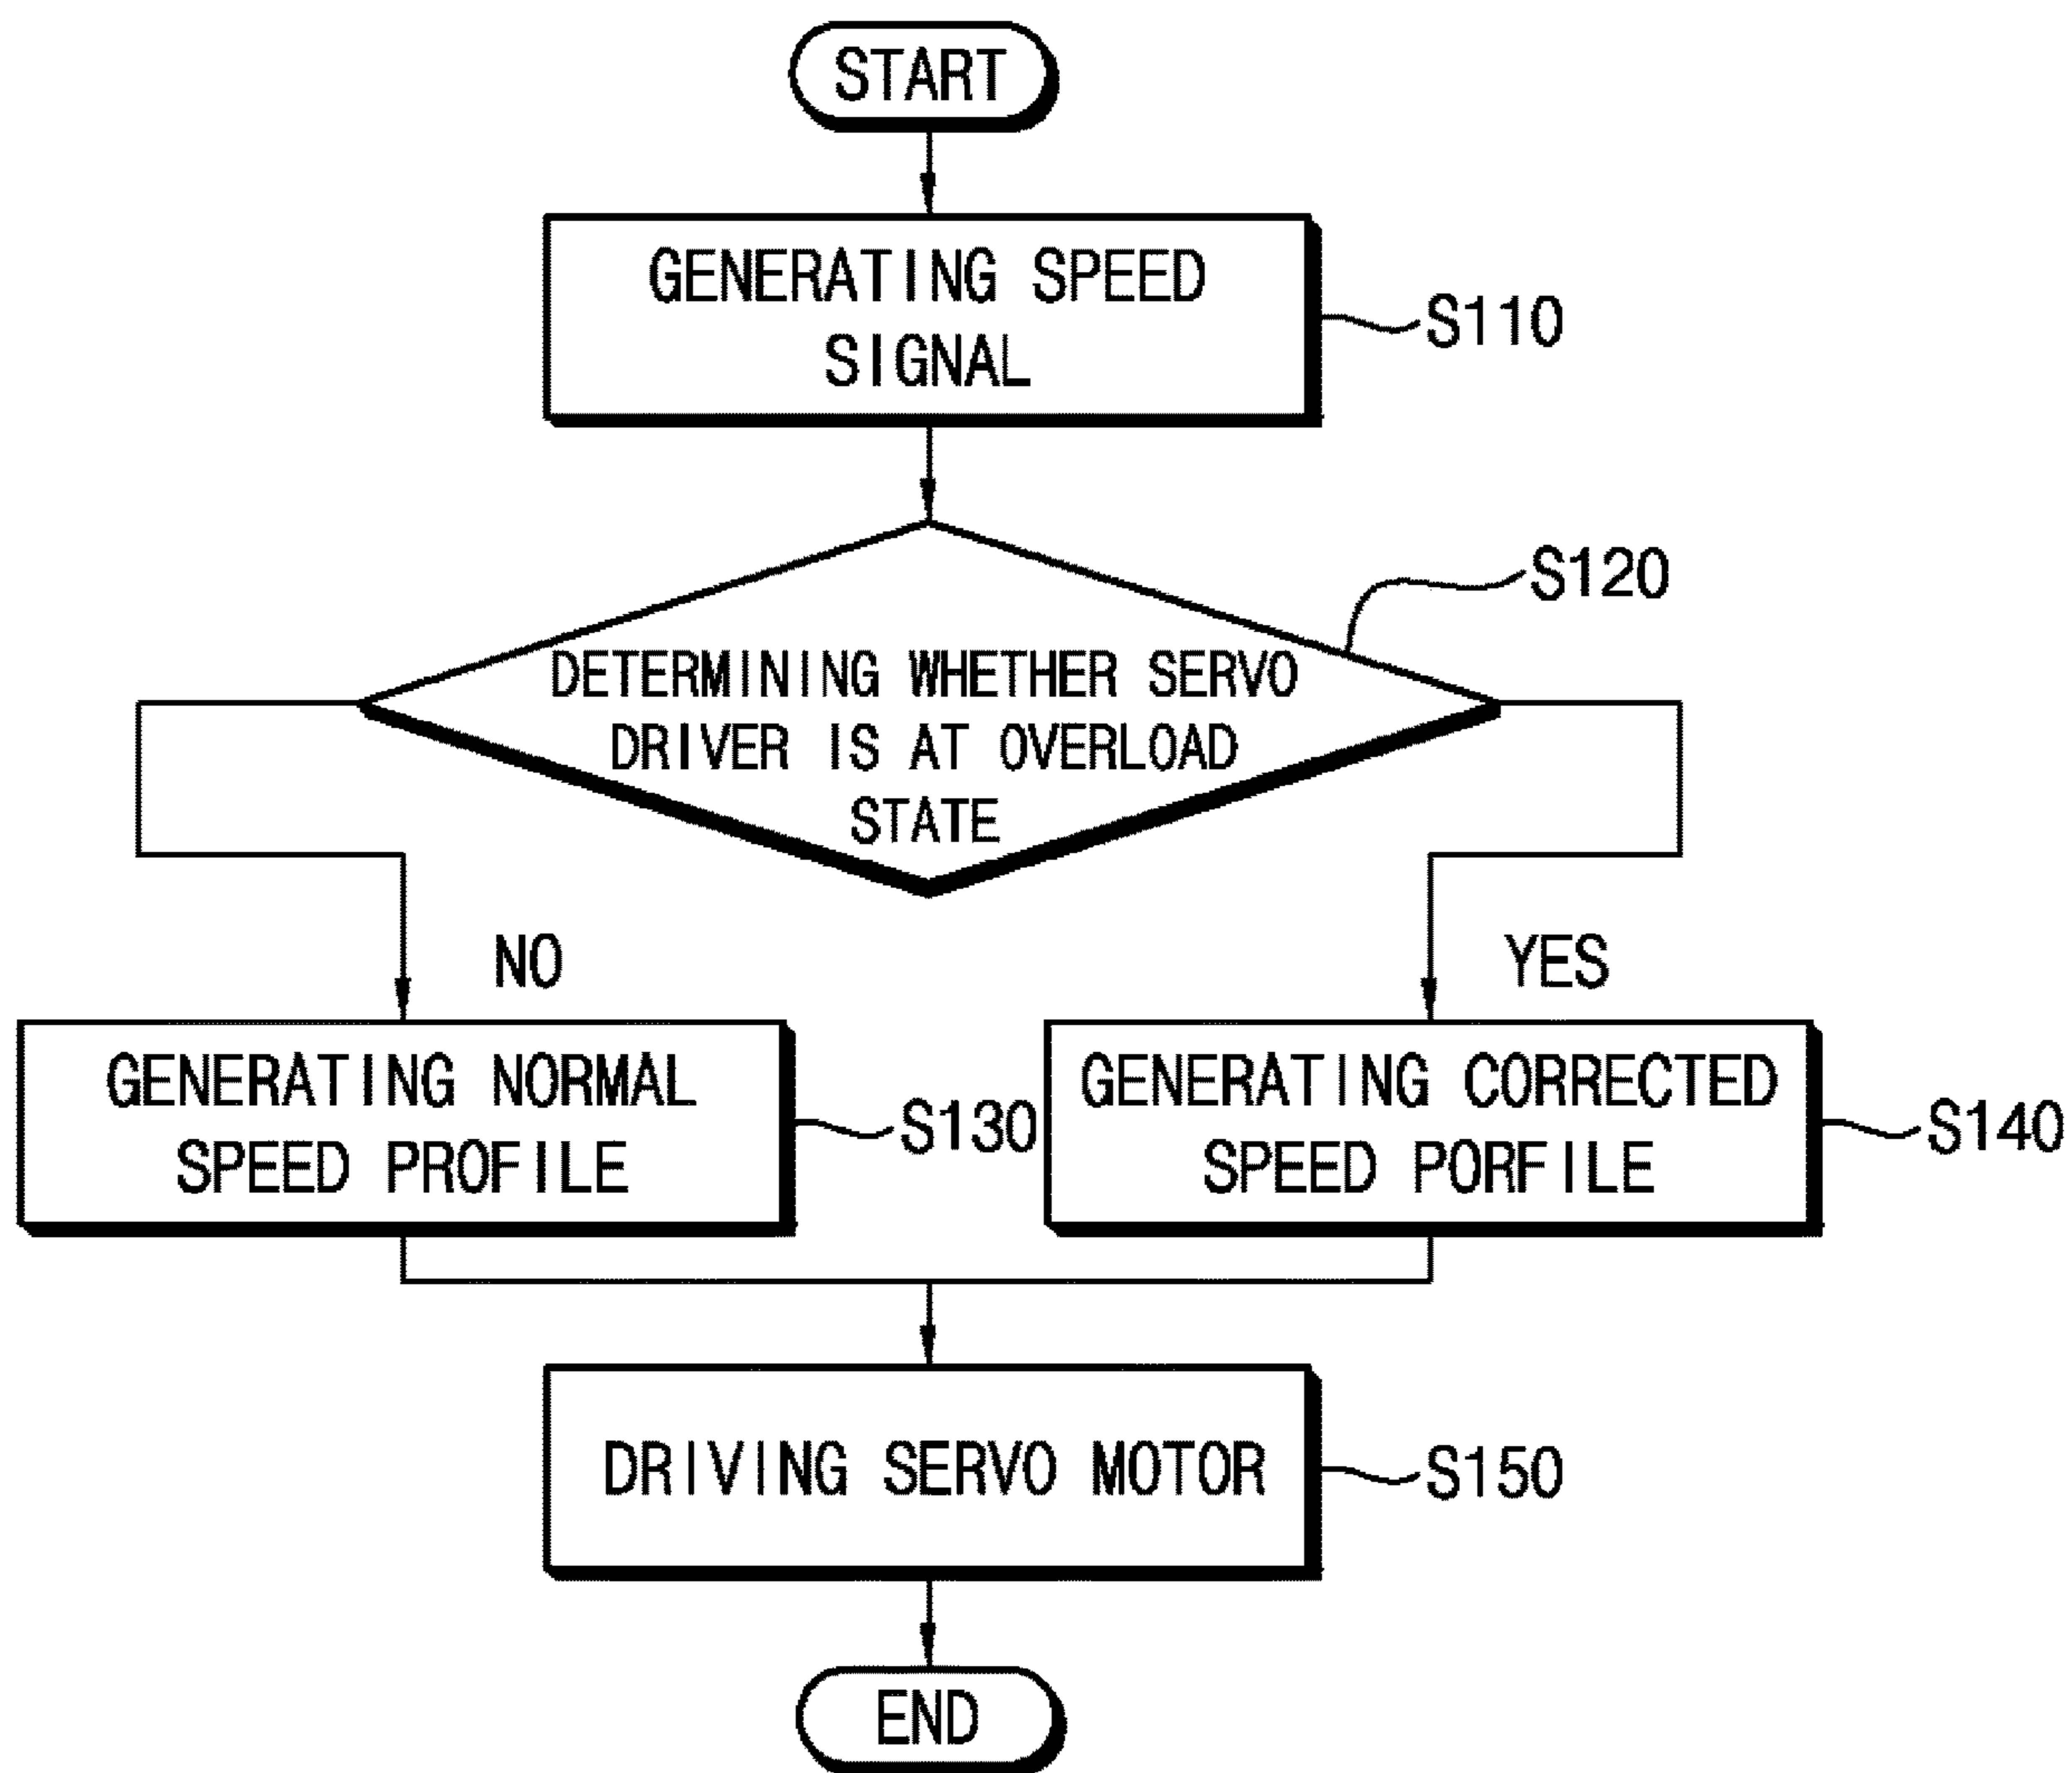 START
GENERATING SPEED
SIGNAL
S110
S120
DETERMINING WHETHER SERVO
DRIVER IS AT OVERLOAD
STATE
NO
YES
GENERATING NORMAL
SPEED PROFILE
S130
GENERATING CORRECTED
SPEED PORFILE
S140
DRIVING SERVO MOTOR
S150
END